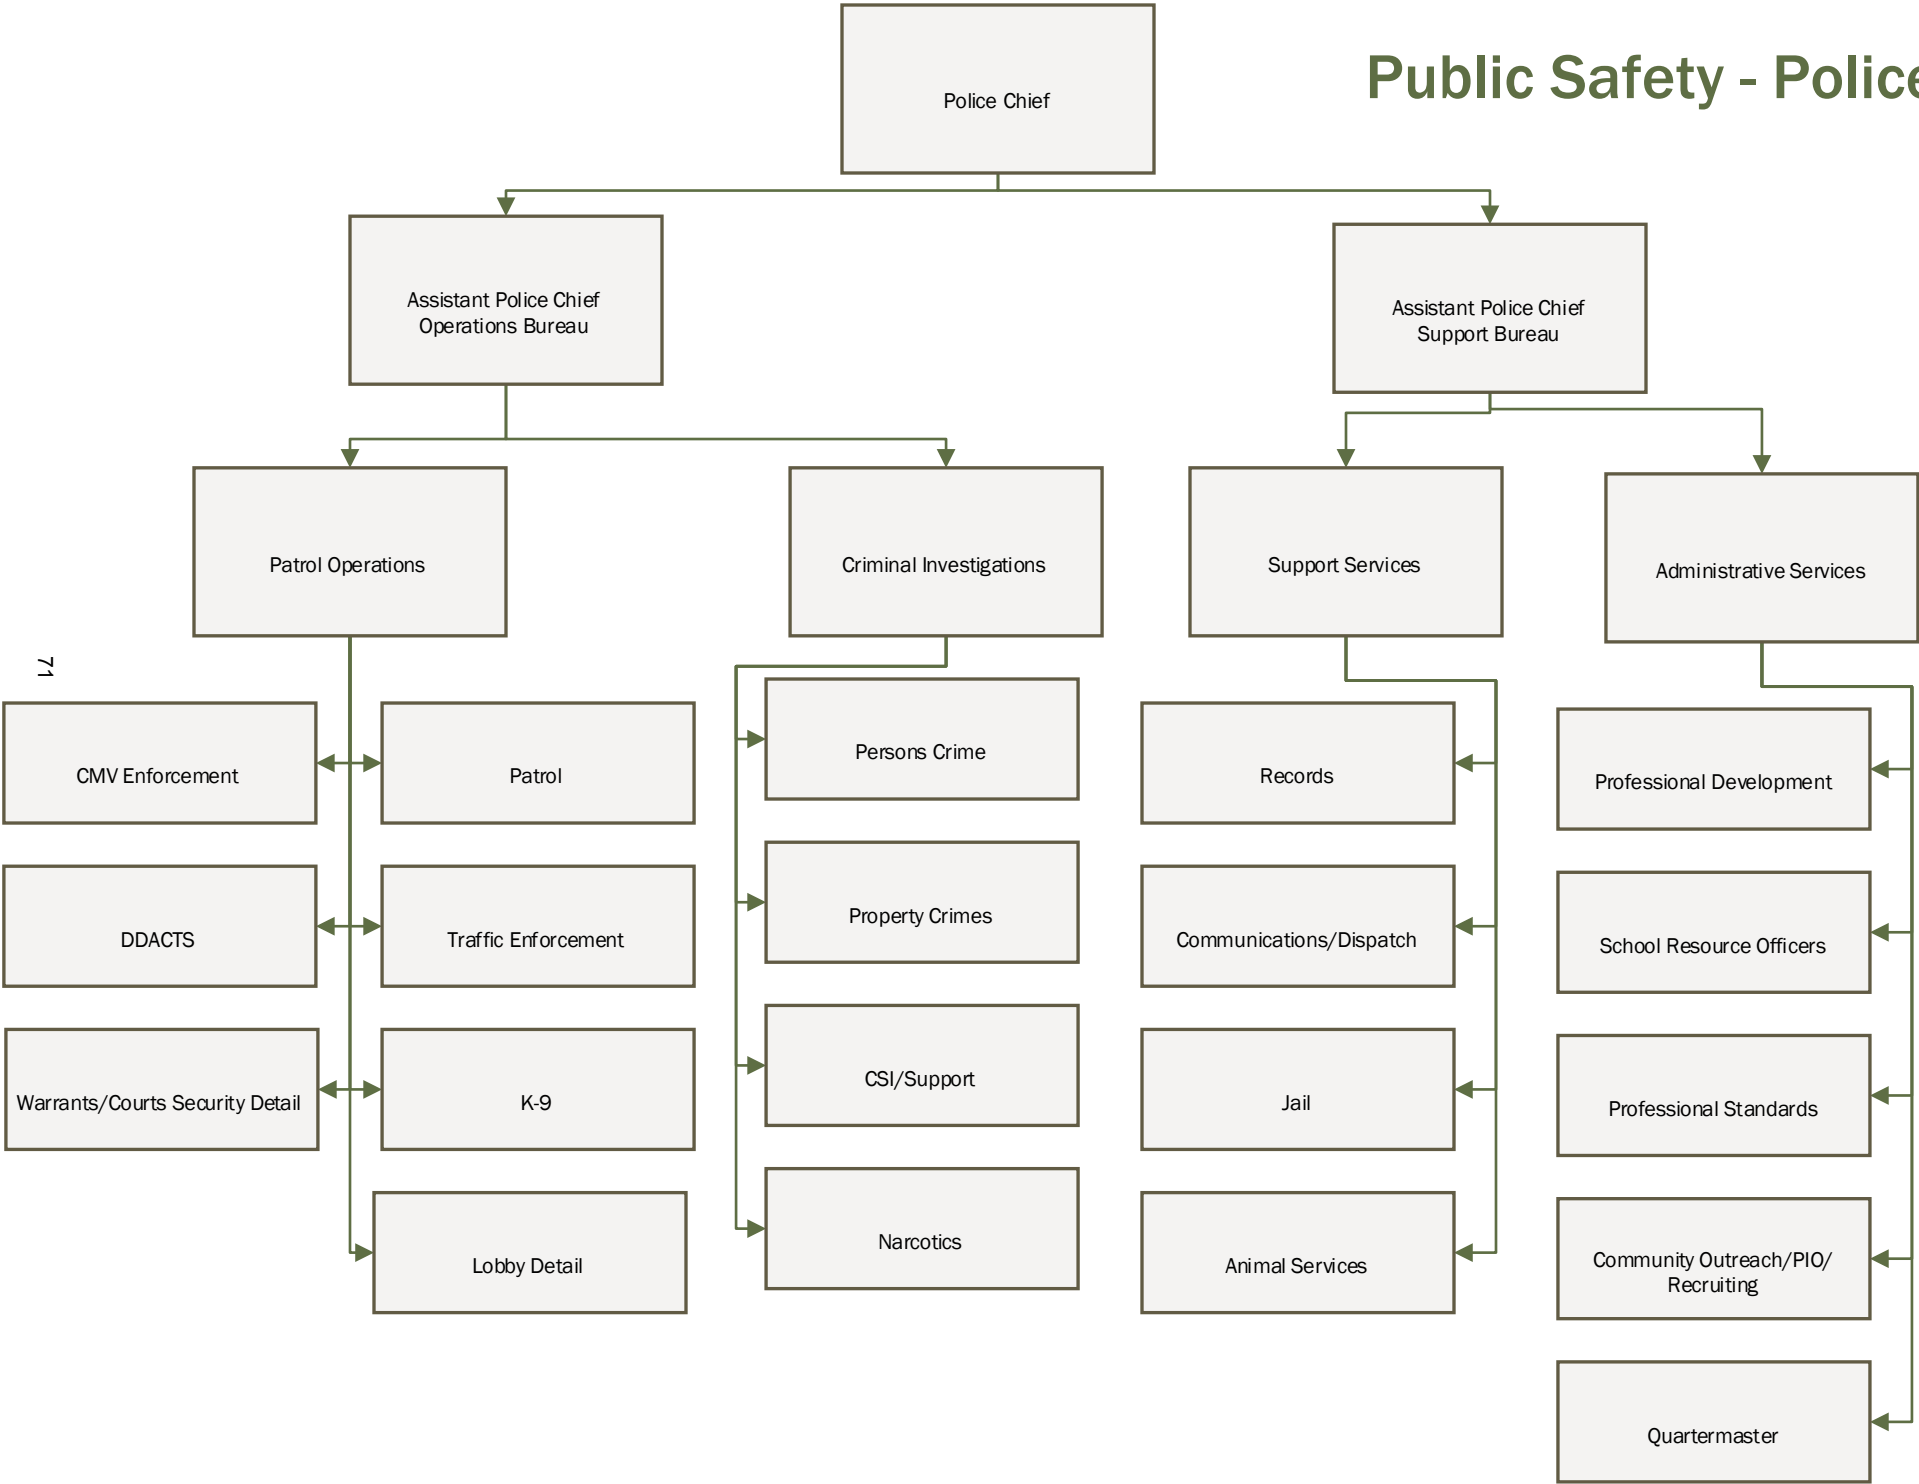 Public Safety - Police
Police Chief
Assistant Police Chief
Operations Bureau
Assistant Police Chief
Support Bureau
Patrol Operations
Criminal Investigations
Support Services
Administrative Services
71
CMV Enforcement
Patrol
Persons Crime
Records
Professional Development
DDACTS
Traffic Enforcement
Property Crimes
Communications/Dispatch
School Resource Officers
Warrants/Courts Security Detail
K-9
CSI/Support
Jail
Professional Standards
Lobby Detail
Narcotics
Animal Services
Community Outreach/PIO/
Recruiting
Quartermaster